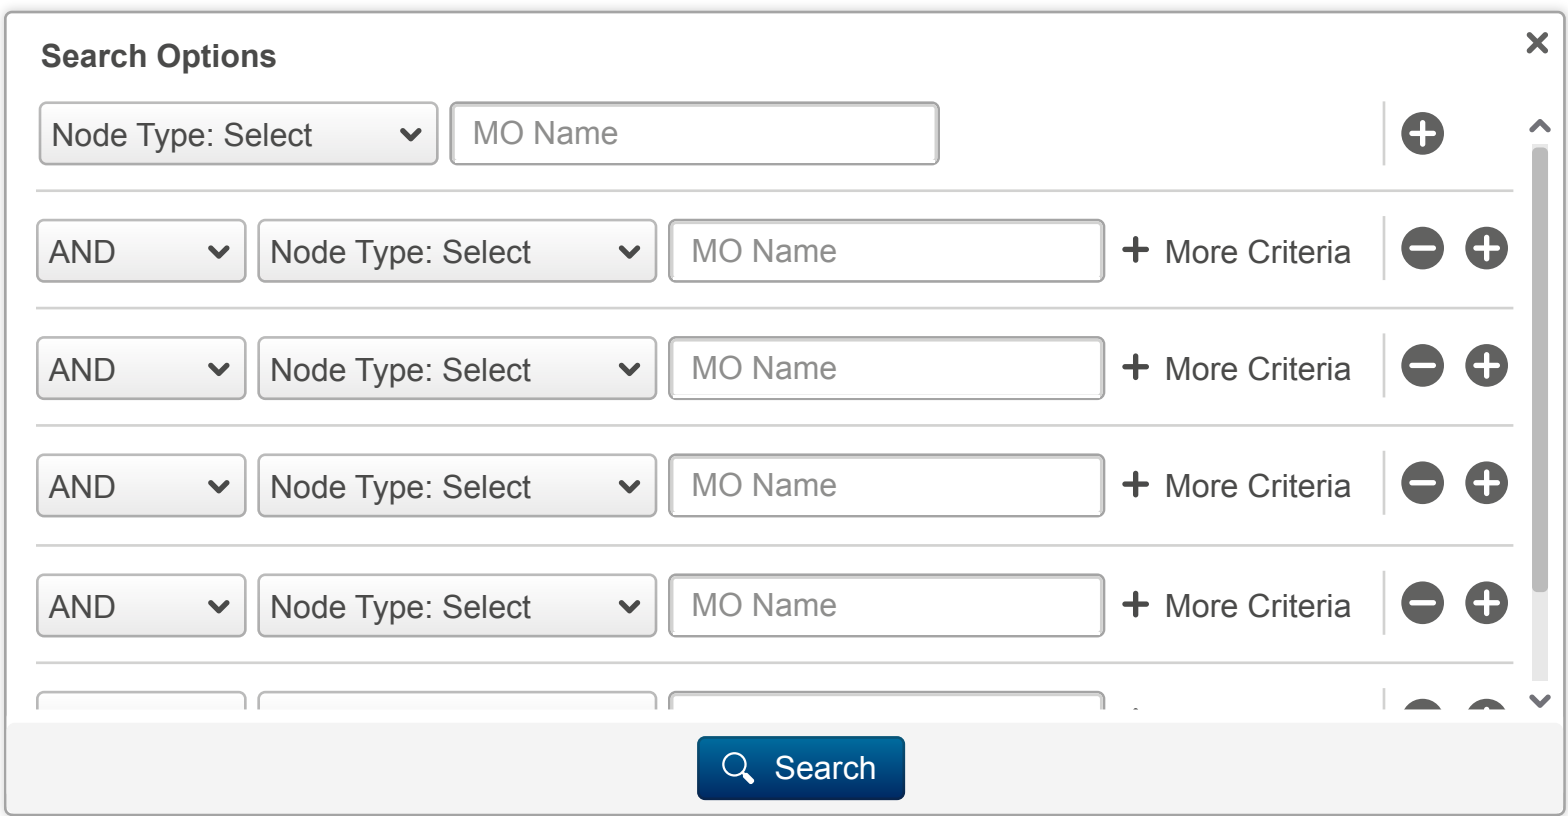 Search Options
Node Type: Select MO Name
AND Node Type: Select MO Name More Criteria
AND Node Type: Select MO Name More Criteria
AND Node Type: Select MO Name More Criteria
AND Node Type: Select MO Name More Criteria
Search